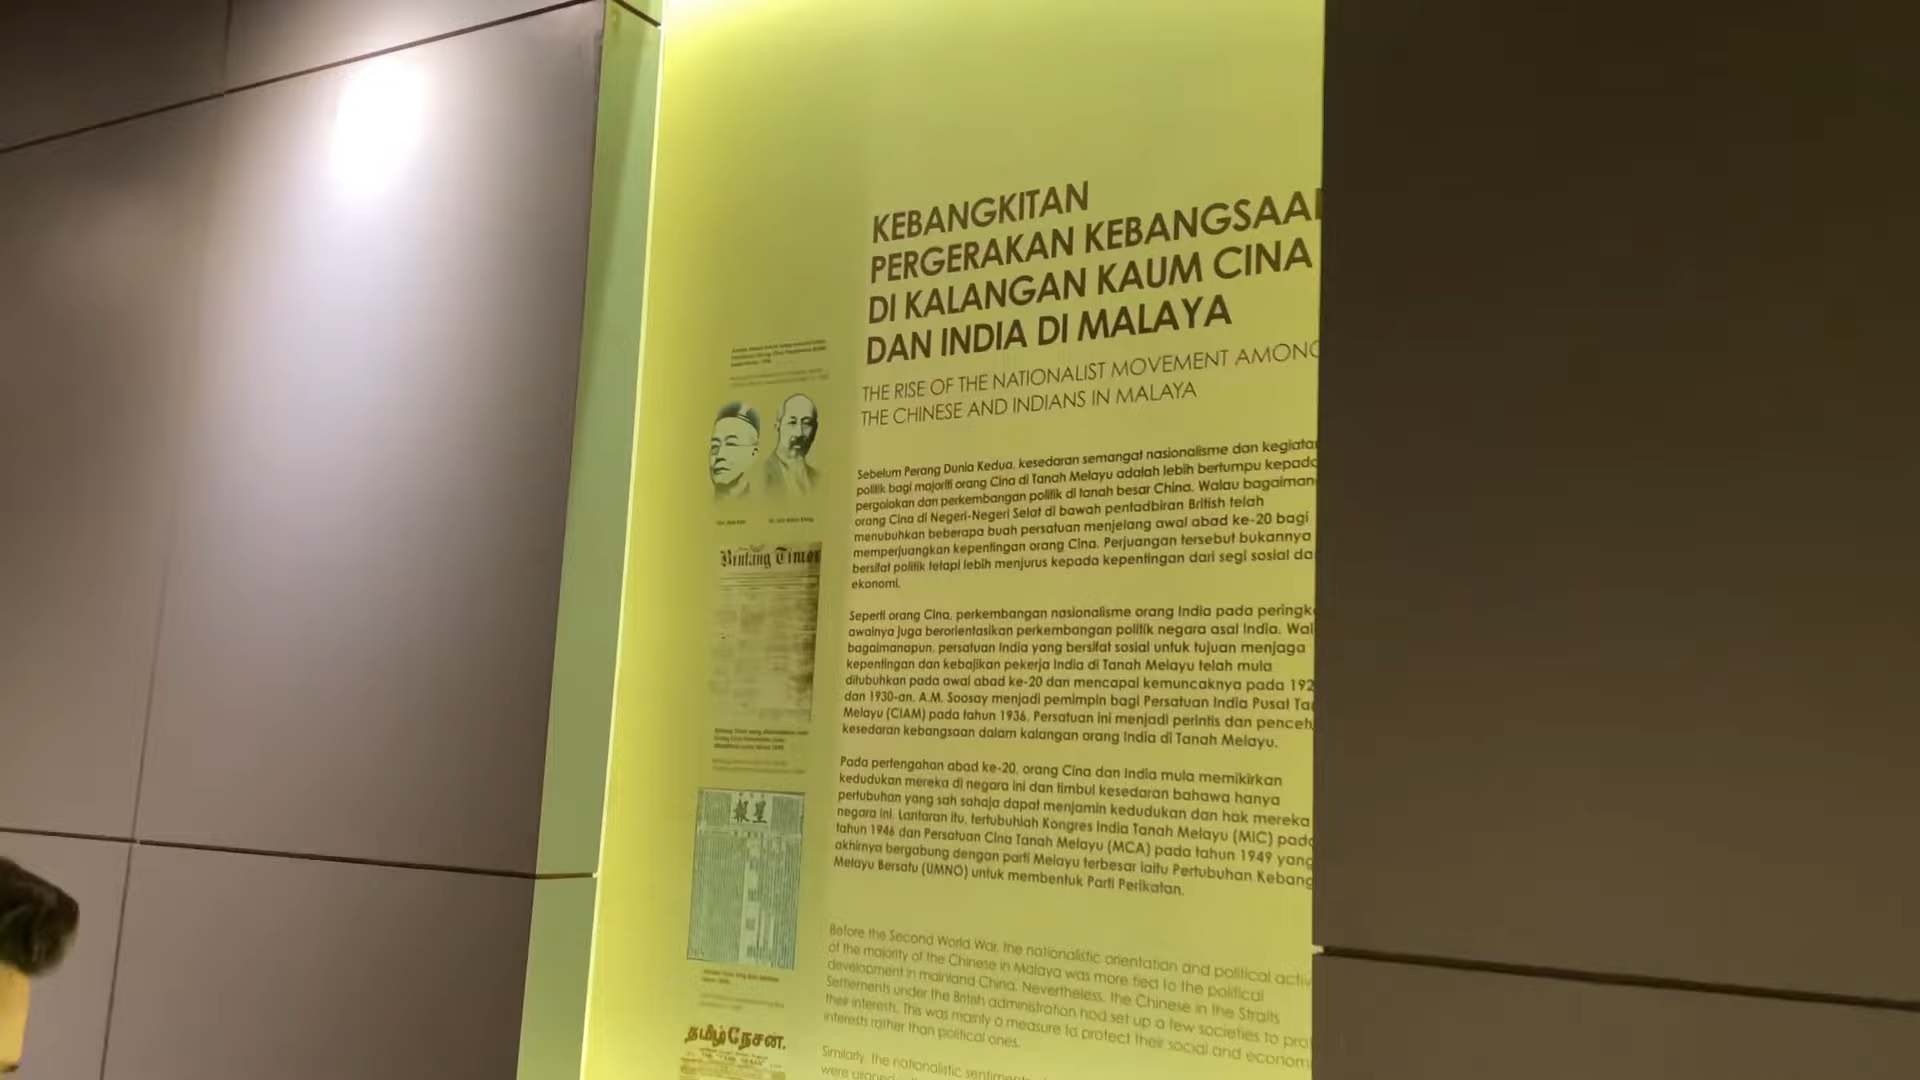 KEBANGKITAN
PERGERAKAN KEBANGSAA
DI KALANGAN KAUM CINA
DAN INDIA DI MALAYA
THE RISE OF THE NATIONALIST MOVEMENT AMONG
THE CHINESE AND INDIANS IN MALAYA
Sebelum Perang Dunia Kedua, kesedaran semangat nasionalisme dan kegiata
politik bagi majoriti orang Cina di Tanah Melayu adalah lebih bertumpu kepada
pergolakan dan perkembangan politik di tanah besar China. Walau bagaiman
orang Cina di Negeri-Negeri Selat di bawah pentadbiran British telah
menubuhkan beberapa buah persatuan menjelang awal abad ke-20 bagi
memperjuangkan kepentingan orang Cina. Perjuangan tersebut bukannya
bersifat politik tetapi lebih menjurus kepada kepentingan dari segi sosial da
ekonomi.
Seperti orang Cina, perkembangan nasionalisme orang India pada peringk
awalnya juga berorientasikan perkembangan politik negara asal India. Wal
bagaimanapun, persatuan India yang bersifat sosial untuk tujuan menjaga
kepentingan dan kebajikan pekerja India di Tanah Melayu telah mula
ditubuhkan pada awal abad ke-20 dan mencapai kemuncaknya pada 192
dan 1930-an. A.M. Soosay menjadi pemimpin bagi Persatuan India Pusat Ta
Melayu (CIAM) pada tahun 1936. Persatuan ini menjadi perintis dan penceh
kesedaran kebangsaan dalam kalangan orang India di Tanah Melayu.
Pada pertengahan abad ke-20, orang Cina dan India mula memikirkan
kedudukan mereka di negara ini dan timbul kesedaran bahawa hanya
pertubuhan yang sah sahaja dapat menjamin kedudukan dan hak mereka
negara ini. Lantaran itu, tertubuhlah Kongres India Tanah Melayu (MIC) pada
tahun 1946 dan Persatuan Cina Tanah Melayu (MCA) pada tahun 1949 yang
akhirnya bergabung dengan parti Melayu terbesar iaitu Pertubuhan Kebang
Melayu Bersatu (UMNO) untuk membentuk Parti Perikatan.
Before the Second World War, the nationalistic orientation and political activ
of the majority of the Chinese in Malaya was more tied to the political
development in mainland China. Nevertheless, the Chinese in the Straits
Settlements under the British administration had set up a few societies to pro
their interests. This was mainly a measure to protect their social and econom
interests rather than political ones.
Similarly, the nationalistic sentiment
were aligned
Bintang Timor
報星
தமிழ்நேசன்.